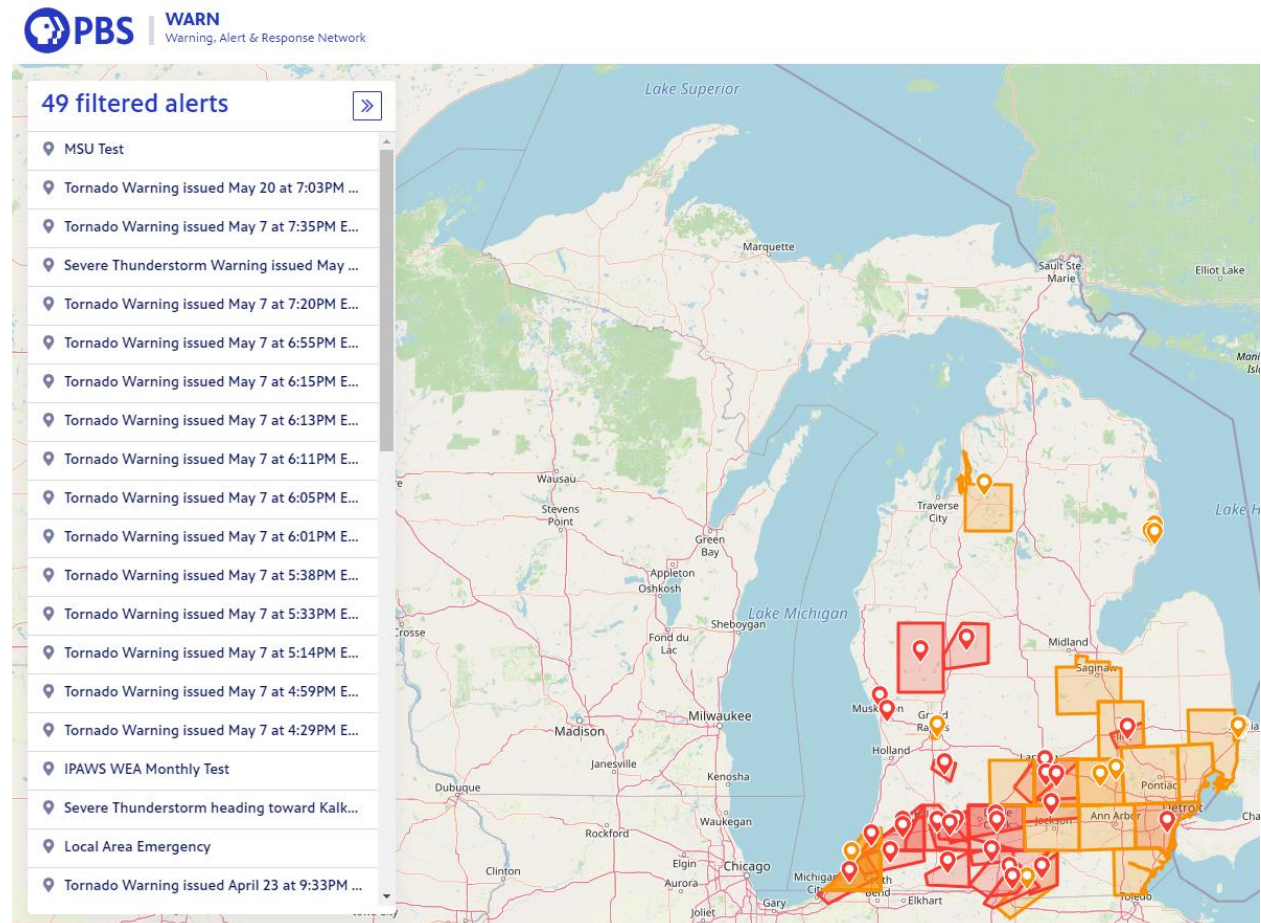 PBS
WARN
Warning, Alert & Response Network
49 filtered alerts
MSU Test
Tornado Warning issued May 20 at 7:03PM ...
Tornado Warning issued May 7 at 7:35PM E...
Severe Thunderstorm Warning issued May ...
Tornado Warning issued May 7 at 7:20PM E...
Tornado Warning issued May 7 at 6:55PM E...
Tornado Warning issued May 7 at 6:15PM E...
Tornado Warning issued May 7 at 6:13PM E...
Tornado Warning issued May 7 at 6:11PM E...
Tornado Warning issued May 7 at 6:05PM E...
Tornado Warning issued May 7 at 6:01PM E...
Tornado Warning issued May 7 at 5:38PM E...
Tornado Warning issued May 7 at 5:33PM E...
Tornado Warning issued May 7 at 5:14PM E...
Tornado Warning issued May 7 at 4:59PM E...
Tornado Warning issued May 7 at 4:29PM E...
IPAWS WEA Monthly Test
Severe Thunderstorm heading toward Kalk...
Local Area Emergency
Tornado Warning issued April 23 at 9:33PM ...
Lake Superior
Marquette
Sault Ste.
Marie
Elliot Lake
Wausau
Stevens
Point
Green
Bay
Traverse
City
Lake H
Appleton
Oshkosh
Sheboygan
Lake Michigan
Fond du
Lac
Midland
Saginaw
Milwaukee
Madison
Janesville
Holland
Kenosha
Dubuque
Pontiac
Detroit
Waukegan
Rockford
Jackson
Ann Arbor
Elgin
Chicago
Clinton
Aurora
Joliet
Gary
Elkhart
Toledo